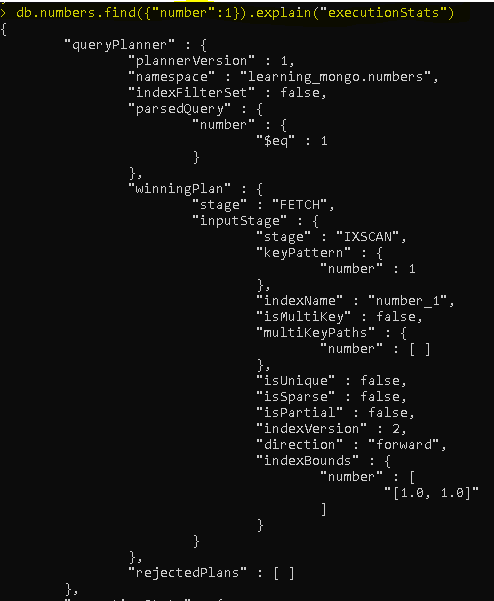 > db.numbers.find({"number":1}).explain("executionStats")
{
"queryPlanner" : {
"plannerVersion" : 1,
"namespace" : "learning_mongo.numbers",
"indexFilterSet" : false,
"parsedQuery" : {
"number" : {
"$eq" : 1
}
},
"winningPlan" : {
"stage" : "FETCH",
"inputStage" : {
"stage" : "IXSCAN",
"keyPattern" : {
"number" : 1
},
"indexName" : "number_1",
"isMultiKey" : false,
"multiKeyPaths" : {
"number" : [ ]
},
"isUnique" : false,
"isSparse" : false,
"isPartial" : false,
"indexVersion" : 2,
"direction" : "forward",
"indexBounds" : {
"number" : [
"[1.0, 1.0]"
]
}
}
},
"rejectedPlans" : [ ]
},